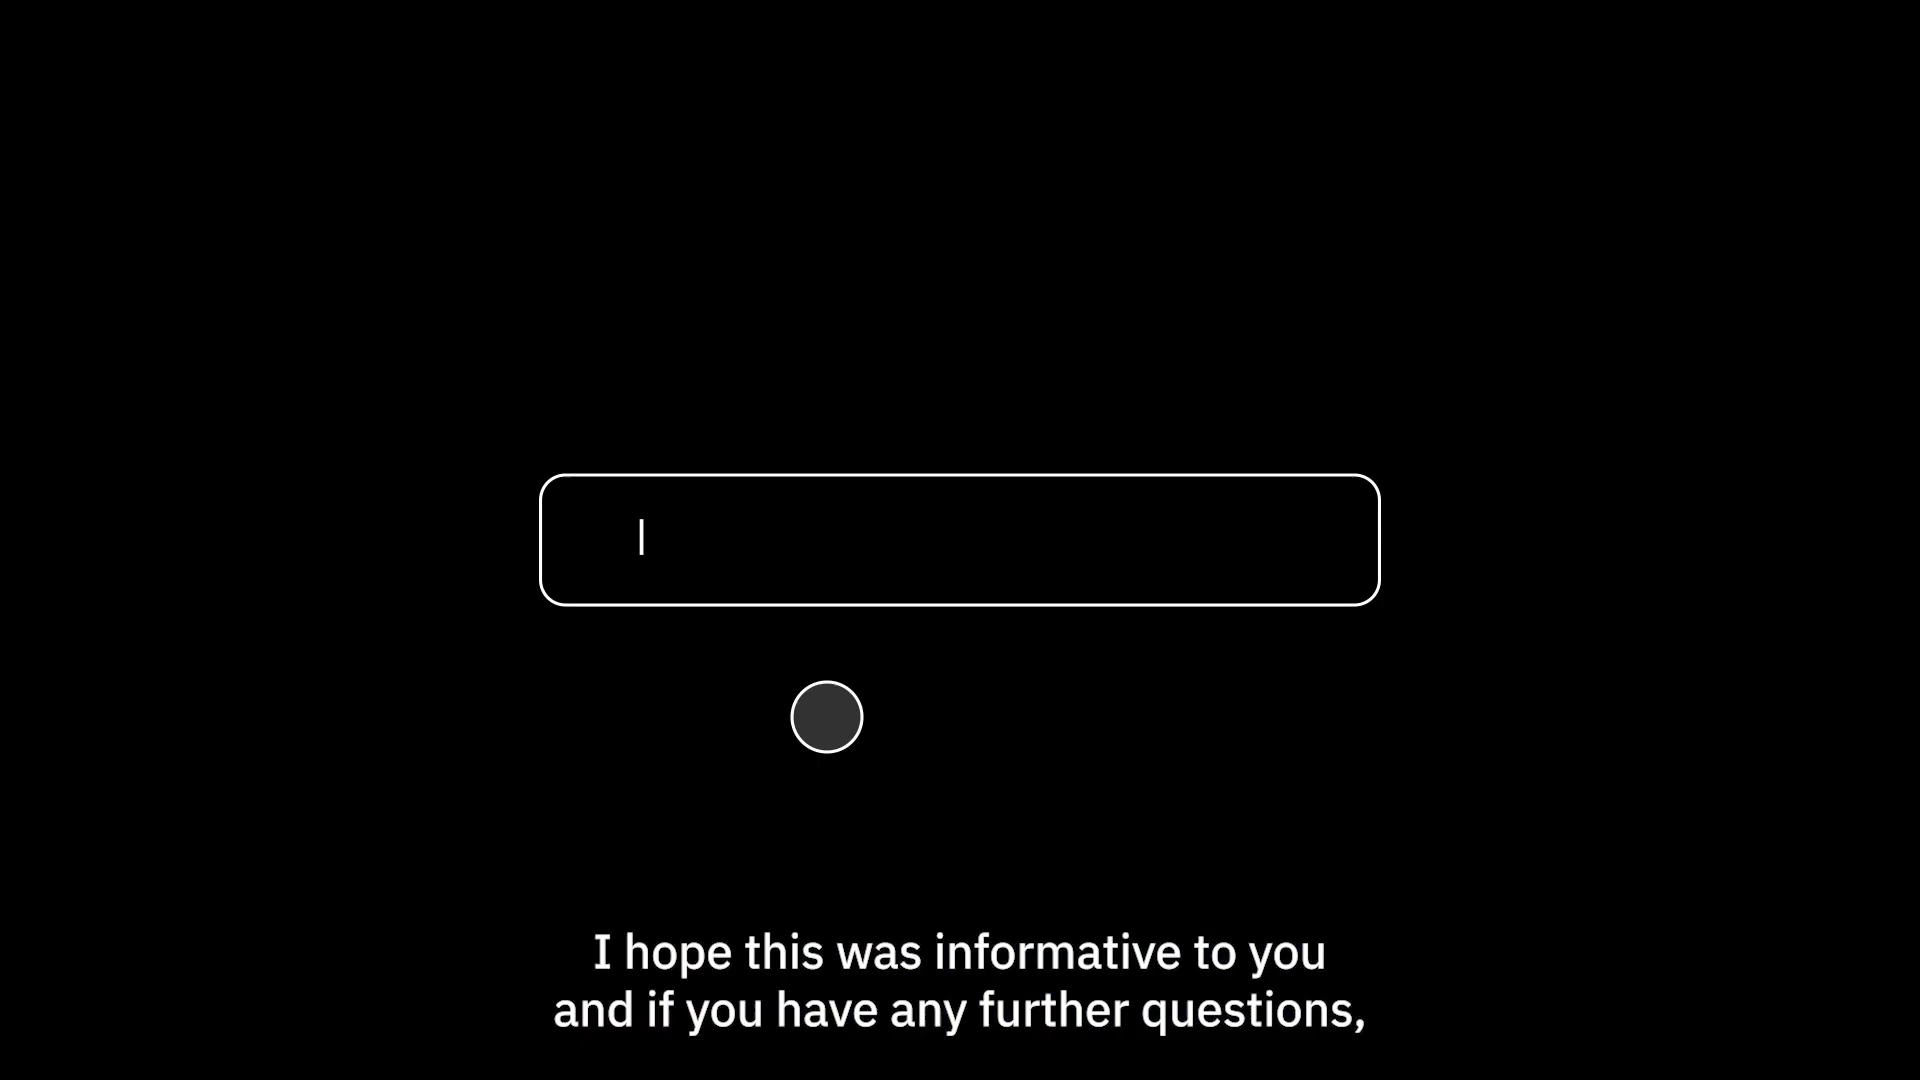 I hope this was informative to you
and if you have any further questions,